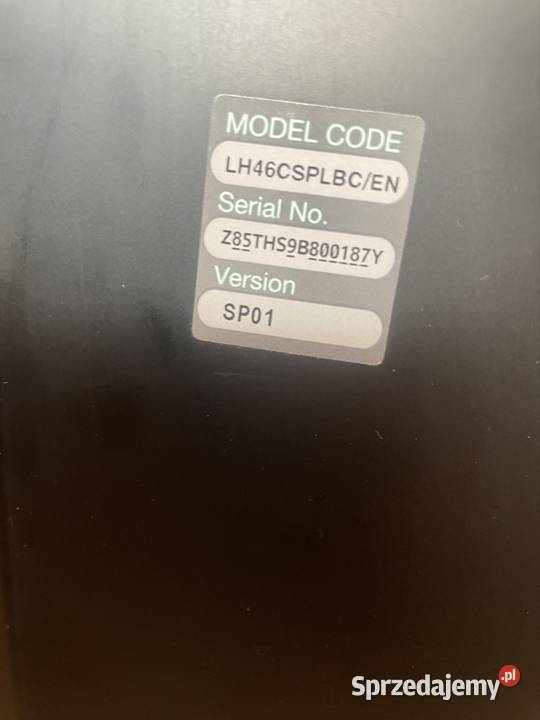 MODEL CODE
LH46CSPLBC/EN
Serial No.
Z85THS9B800187Y
Version
SP01
Sprzedajemy.pl